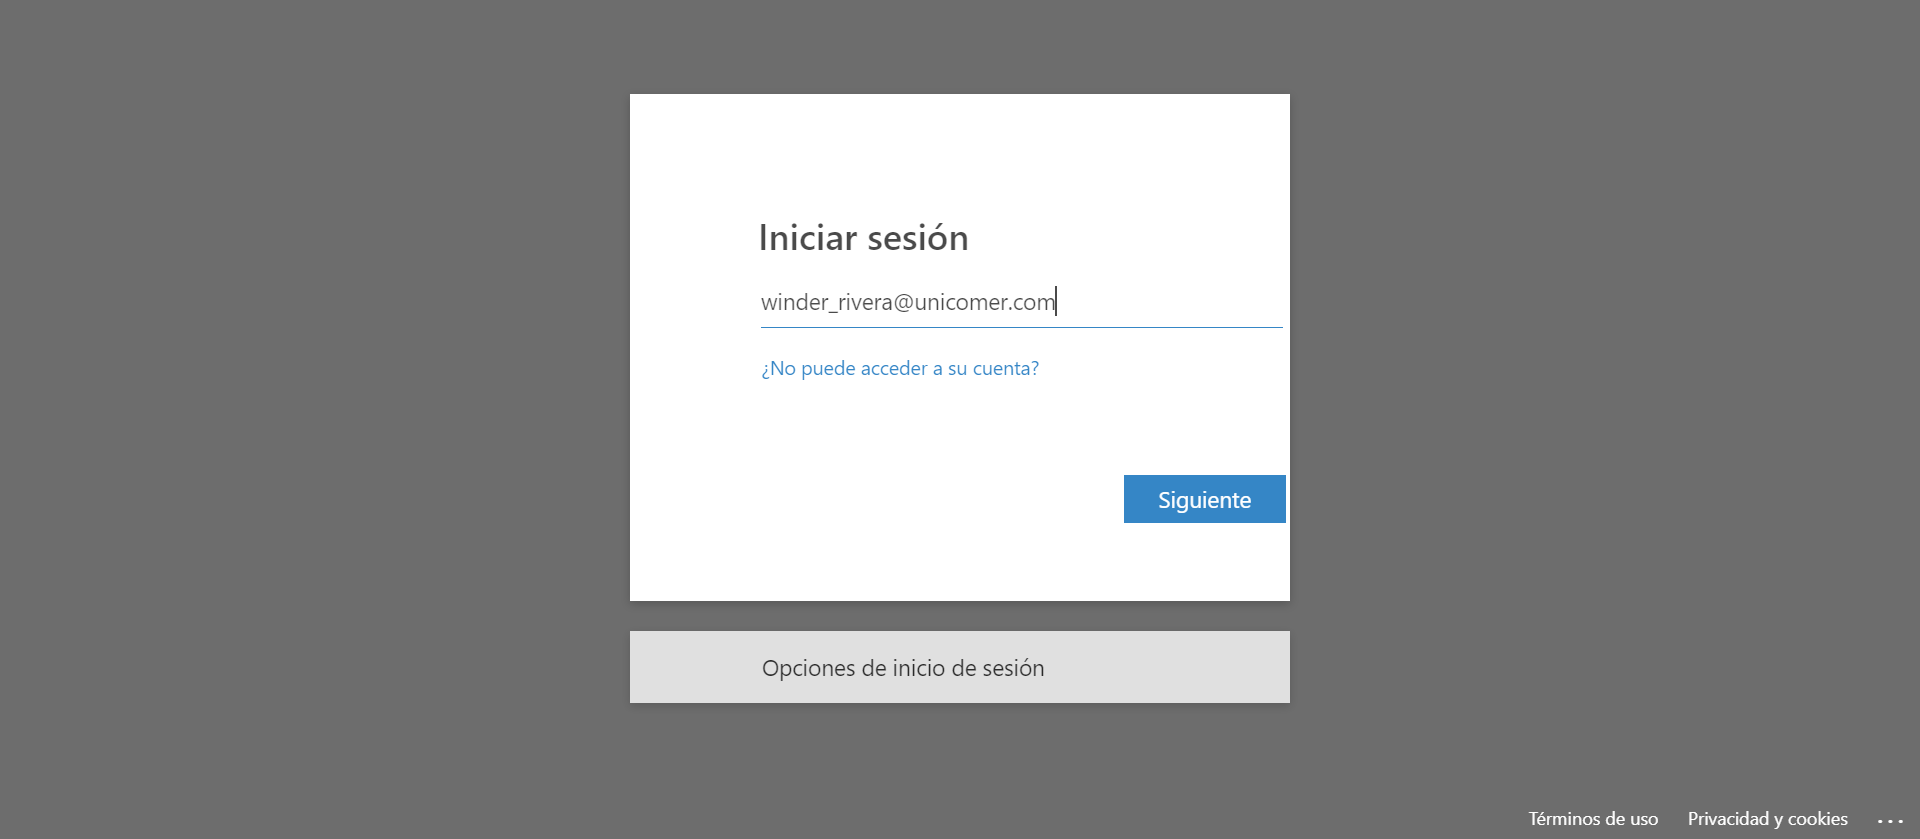 Iniciar sesión
winder_rivera@unicomer.com
¿No puede acceder a su cuenta?
Siguiente
Opciones de inicio de sesión
Términos de uso Privacidad y cookies ...